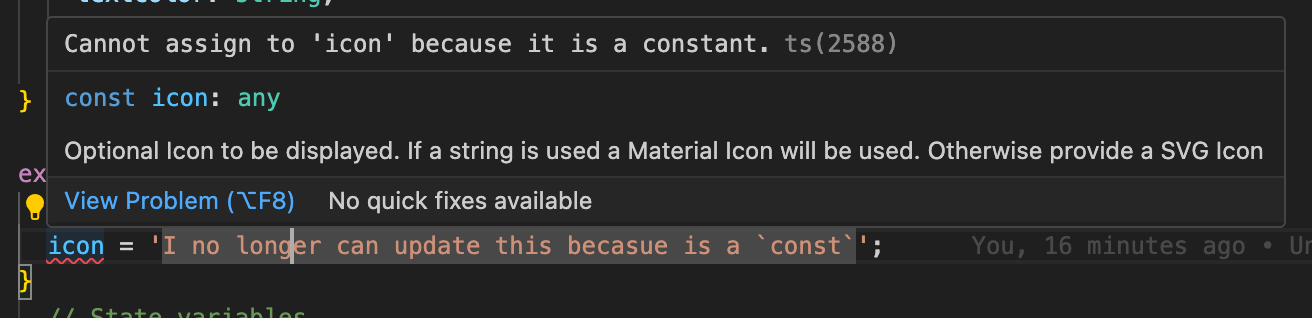 Cannot assign to 'icon' because it is a constant. ts(2588)
}
const icon: any
Optional Icon to be displayed. If a string is used a Material Icon will be used. Otherwise provide a SVG Icon
ex
View Problem (⌥F8) No quick fixes available
icon = 'I no longer can update this becasue is a `const`'; You, 16 minutes ago • Un
}
// State variables